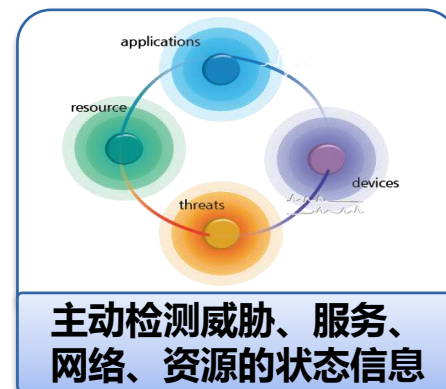 applications
resource
devices
threats
主动检测威胁、服务、
网络、资源的状态信息